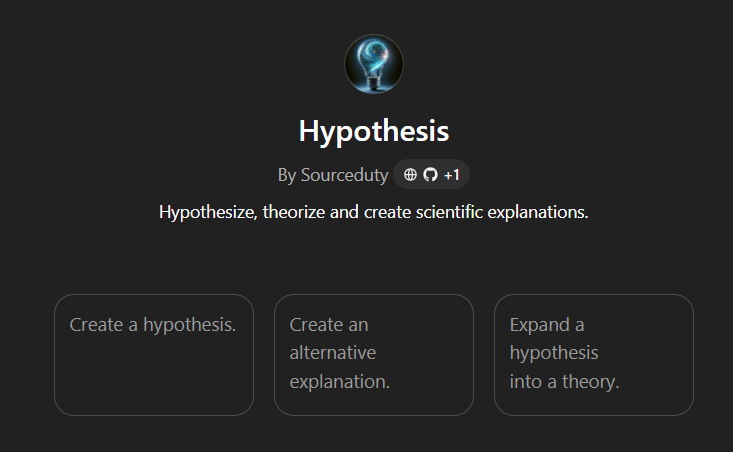 Hypothesis
By Sourceduty +1
Hypothesize, theorize and create scientific explanations.
Create a hypothesis.
Create an
alternative
explanation.
Expand a
hypothesis
into a theory.